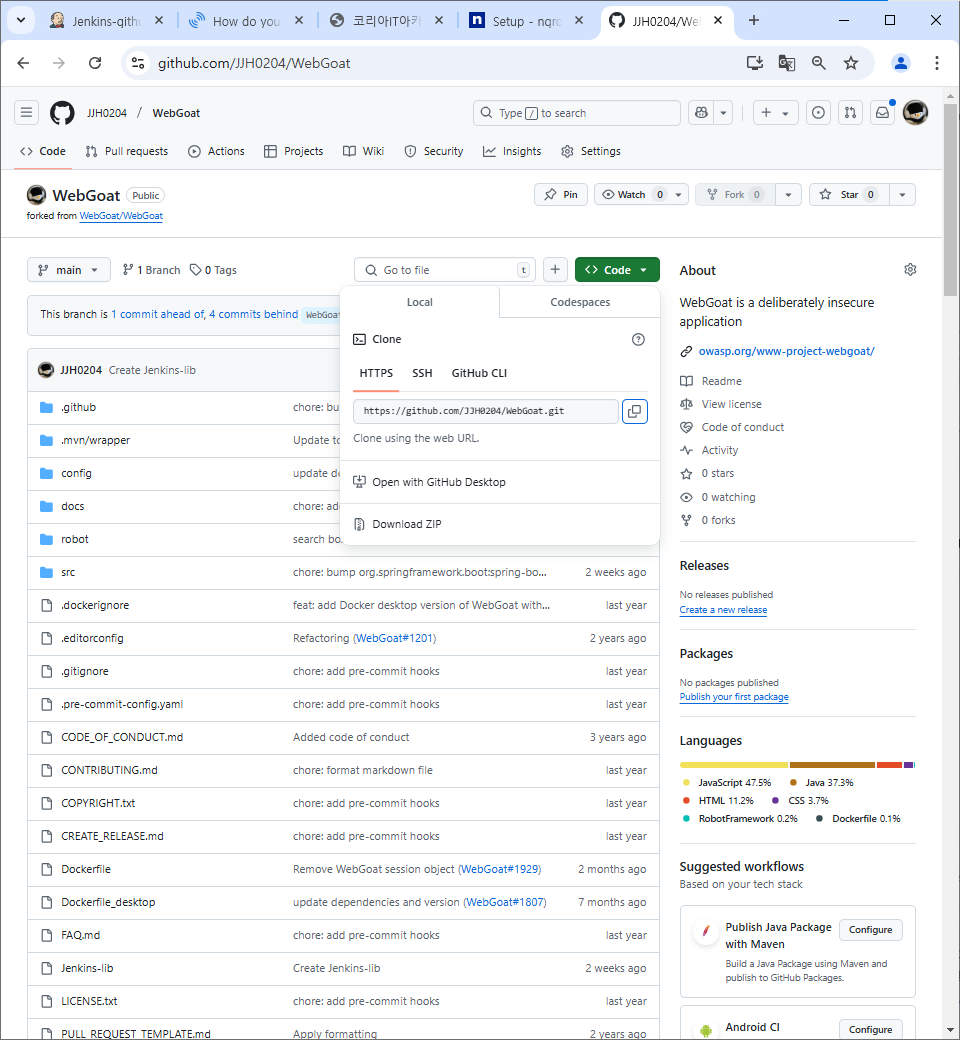 Jenkins-gith
How do you
코리아IT아카
Setup - ngro
JJH0204/We
github.com/JJH0204/WebGoat
JJH0204 / WebGoat
Type / to search
Code Pull requests Actions Projects Wiki Security Insights Settings
WebGoat Public
Pin Watch 0 Fork 0 Star 0
forked from WebGoat/WebGoat
main 1 Branch 0 Tags
Go to file t
Code
This branch is 1 commit ahead of, 4 commits behind WebGoat
Local Codespaces
Clone
HTTPS SSH GitHub CLI
https://github.com/JJH0204/WebGoat.git
Clone using the web URL.
Open with GitHub Desktop
Download ZIP
JJH0204 Create Jenkins-lib
.github chore: bu
.mvn/wrapper Update to
config update de
docs chore: ad
robot search bo
src chore: bump org.springframework.boot:spring-bo... 2 weeks ago
.dockerignore feat: add Docker desktop version of WebGoat with... last year
.editorconfig Refactoring (WebGoat#1201) 2 years ago
.gitignore chore: add pre-commit hooks last year
.pre-commit-config.yaml chore: add pre-commit hooks last year
CODE_OF_CONDUCT.md Added code of conduct 3 years ago
CONTRIBUTING.md chore: format markdown file last year
COPYRIGHT.txt chore: add pre-commit hooks last year
CREATE_RELEASE.md chore: add pre-commit hooks last year
Dockerfile Remove WebGoat session object (WebGoat#1929) 2 months ago
Dockerfile_desktop update dependencies and version (WebGoat#1807) 7 months ago
FAQ.md chore: add pre-commit hooks last year
Jenkins-lib Create Jenkins-lib 2 weeks ago
LICENSE.txt chore: add pre-commit hooks last year
PULL_REQUEST_TEMPLATE.md Apply formatting 2 years ago
About
WebGoat is a deliberately insecure
application
owasp.org/www-project-webgoat/
Readme
View license
Code of conduct
Activity
0 stars
0 watching
0 forks
Releases
No releases published
Create a new release
Packages
No packages published
Publish your first package
Languages
JavaScript 47.5% Java 37.3%
HTML 11.2% CSS 3.7%
RobotFramework 0.2% Dockerfile 0.1%
Suggested workflows
Based on your tech stack
Publish Java Package
with Maven
Configure
Build a Java Package using Maven and
publish to GitHub Packages.
Android CI
Configure